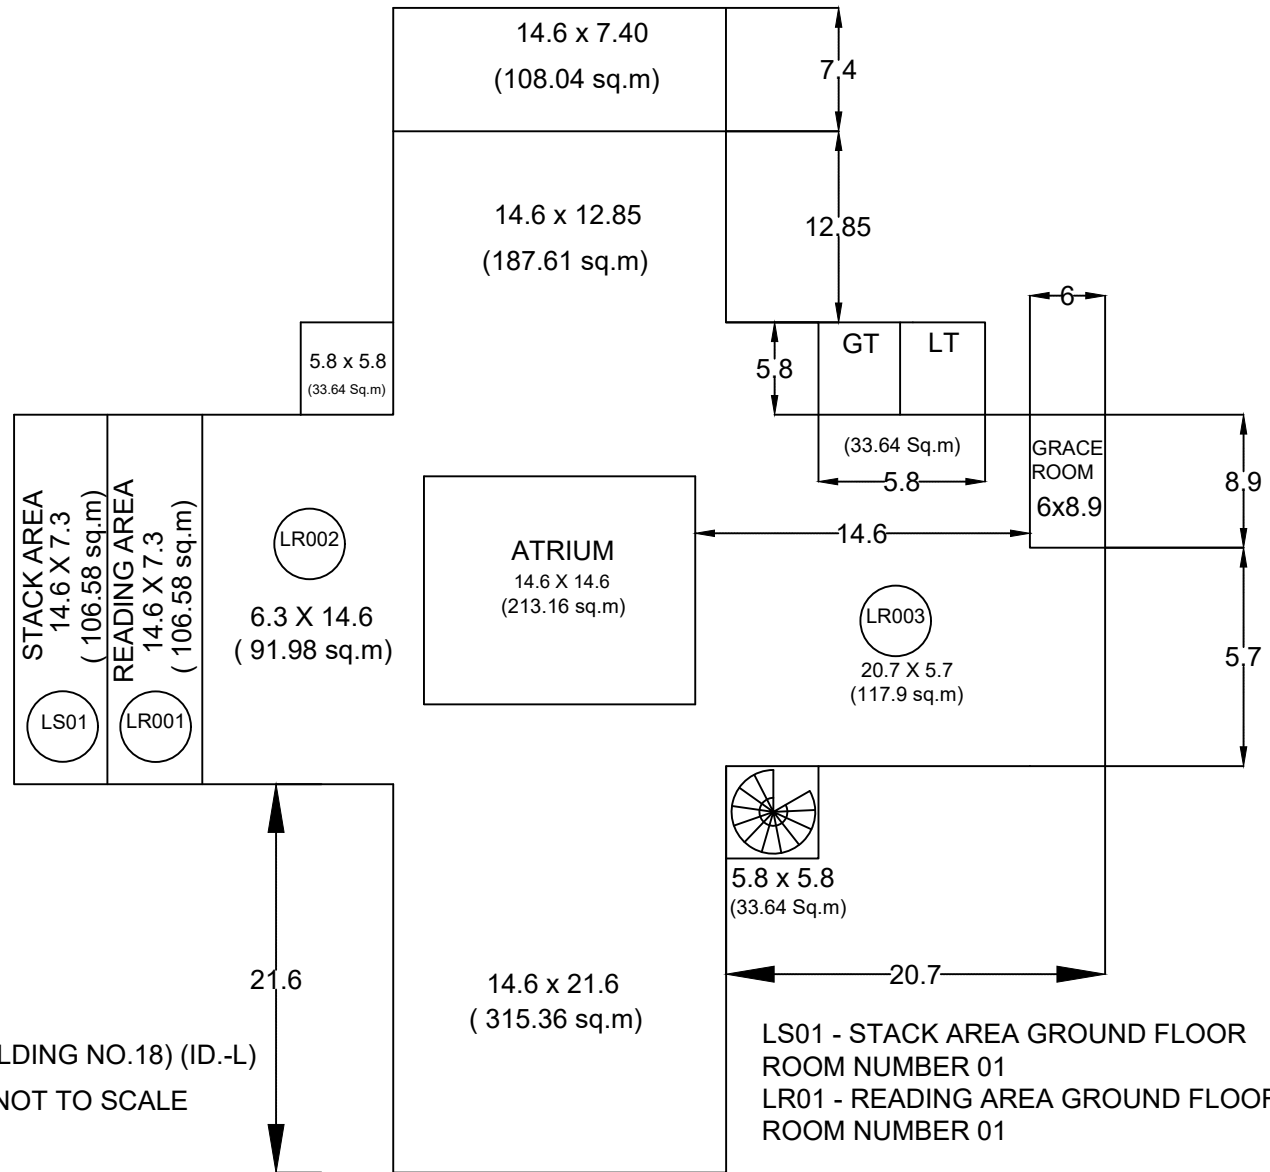 14.6 x 7.40
(108.04 sq.m)
7.4
14.6 x 12.85
(187.61 sq.m)
12.85
6
5.8 x 5.8
(33.64 Sq.m)
5.8
GT
LT
(33.64 Sq.m)
5.8
GRACE
ROOM
6x8.9
8.9
STACK AREA
14.6 X 7.3
( 106.58 sq.m)
READING AREA
14.6 X 7.3
( 106.58 sq.m)
LS01
LR001
LR002
6.3 X 14.6
( 91.98 sq.m)
ATRIUM
14.6 X 14.6
(213.16 sq.m)
14.6
LR003
20.7 X 5.7
(117.9 sq.m)
5.7
5.8 x 5.8
(33.64 Sq.m)
21.6
14.6 x 21.6
( 315.36 sq.m)
20.7
LDING NO.18) (ID.-L)
NOT TO SCALE
LS01 - STACK AREA GROUND FLOOR
ROOM NUMBER 01
LR01 - READING AREA GROUND FLOOR
ROOM NUMBER 01